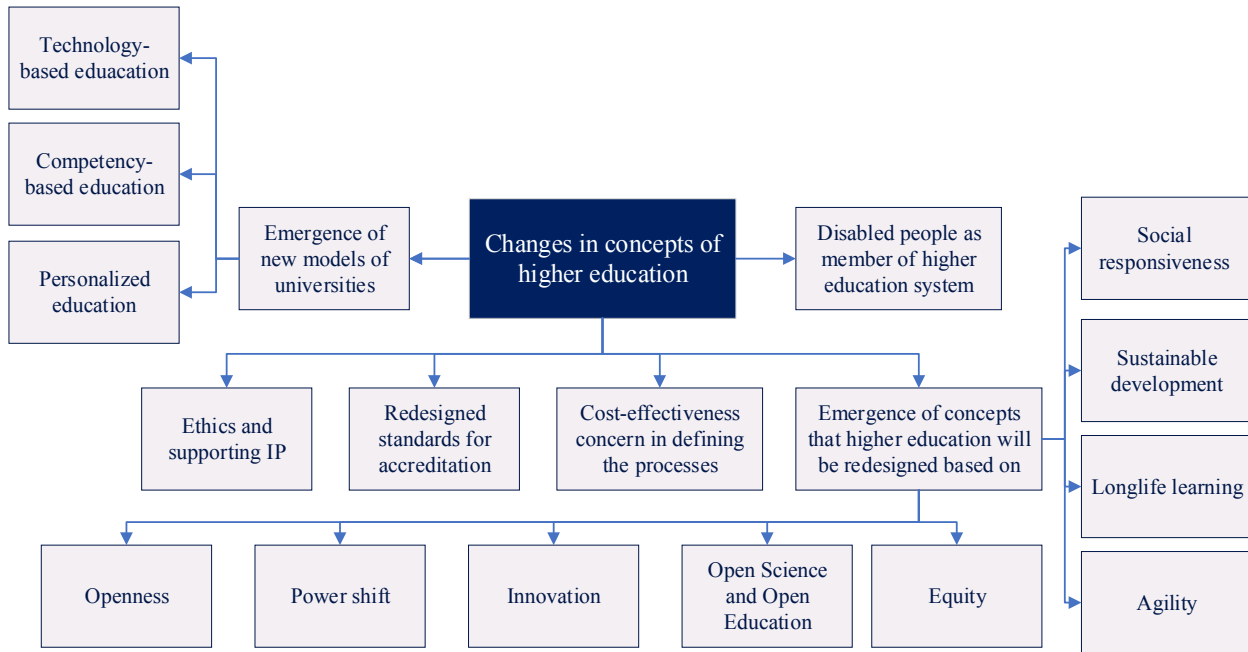 Technology-
based eduacation
Competency-
based education
Personalized
education
Emergence of
new models of
universities
Changes in concepts of
higher education
Disabled people as
member of higher
education system
Social
responsiveness
Sustainable
development
Longlife learning
Agility
Ethics and
supporting IP
Redesigned
standards for
accreditation
Cost-effectiveness
concern in defining
the processes
Emergence of concepts
that higher education will
be redesigned based on
Openness
Power shift
Innovation
Open Science
and Open
Education
Equity